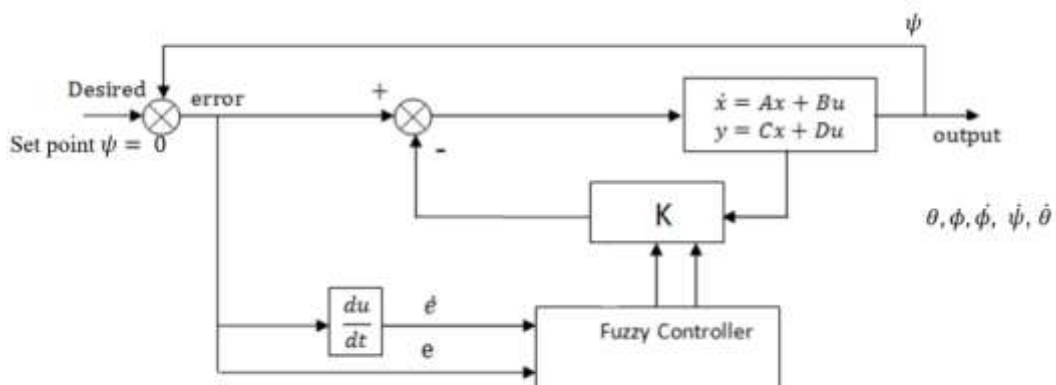 ψ
Desired
error
+
ẋ = Ax + Bu
y = Cx + Du
Set point ψ = 0
-
output
K
θ, ϕ, ϕ̇, ψ̇, θ̇
du
dt
ė
e
Fuzzy Controller